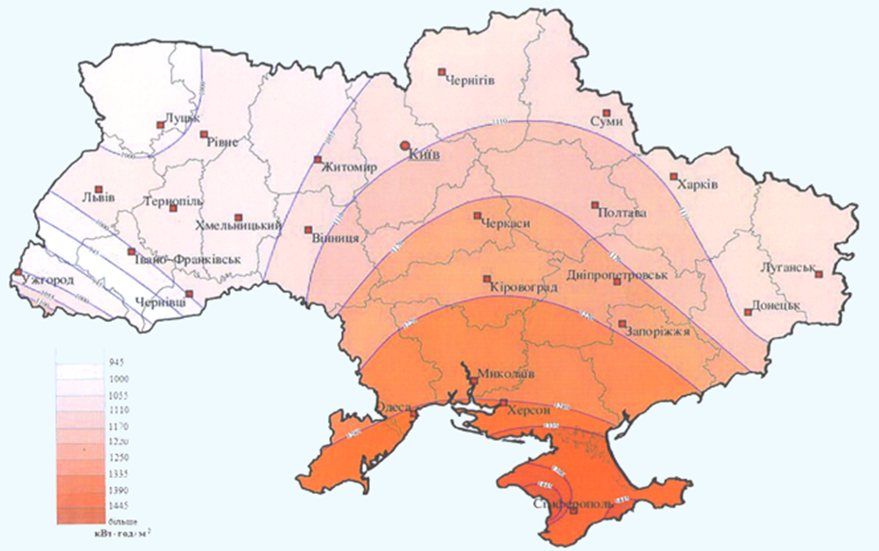 Чернігів
Суми
Луцьк
Рівне
Житомир
Київ
Харків
Львів
Тернопіль
Хмельницький
Вінниця
Черкаси
Полтава
Івано-Франківськ
Ужгород
Чернівці
Кіровоград
Дніпропетровськ
Луганськ
Донецьк
Запоріжжя
Миколаїв
Одеса
Херсон
Сімферополь
945
1000
1055
1110
1170
1220
1250
1335
1390
1445
більше
кВт·год/м²